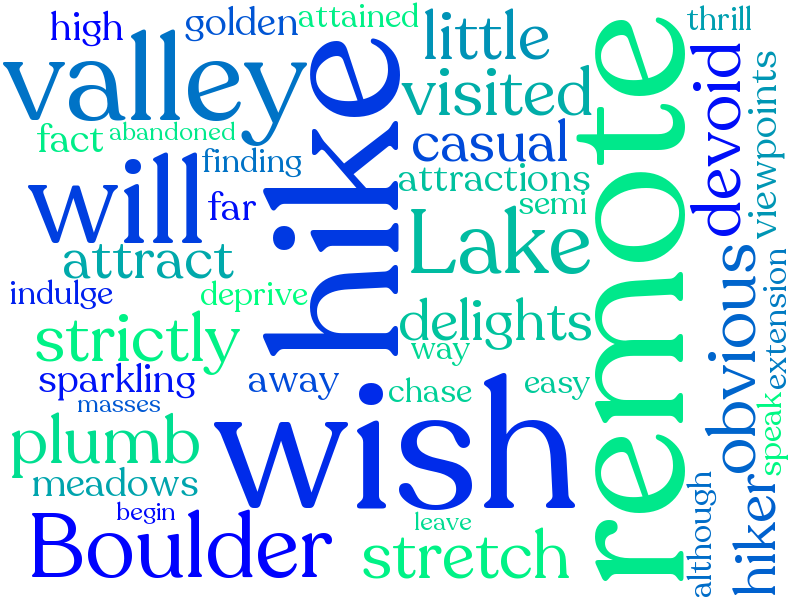 high
golden
attained
little
thrill
valley
hike
remote
visited
devoid
viewpoints
fact
abandoned
casual
finding
will
far
attractions
semi
attract
Lake
indulge
deprive
obvious
extension
strictly
delights
way
sparkling
away
chase
easy
masses
wish
speak
plumb
meadows
although
hiker
begin
Boulder
leave
stretch